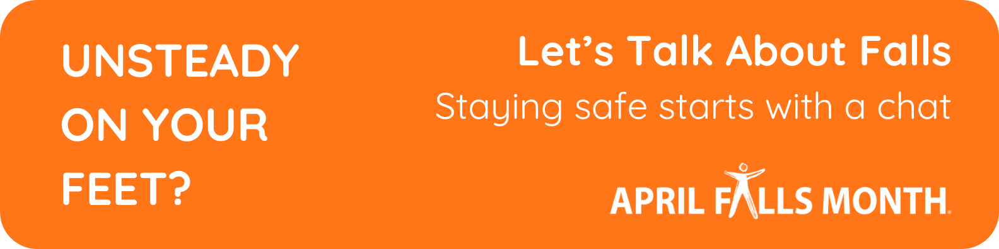 UNSTEADY
ON YOUR
FEET?
Let’s Talk About Falls
Staying safe starts with a chat
APRIL FALLS MONTH®